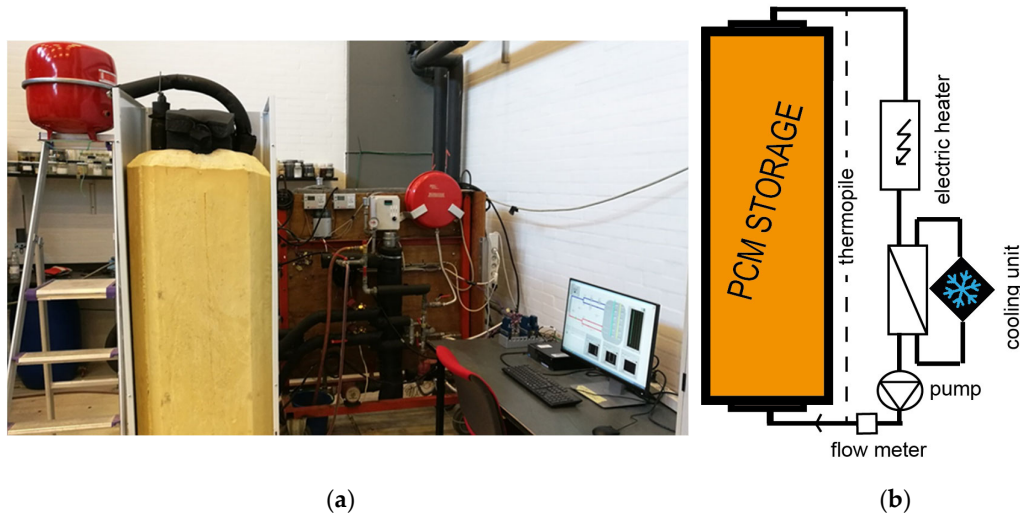 PCM STORAGE
thermopile
electric heater
cooling unit
pump
flow meter
(a)
(b)